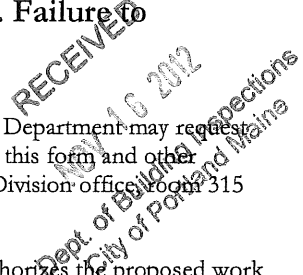 . Failure to
RECEIVED
NOV 16 2012
Dept. of Building Inspections
City of Portland Maine
Department may request
this form and other
Division office, room 315
horizes the proposed work